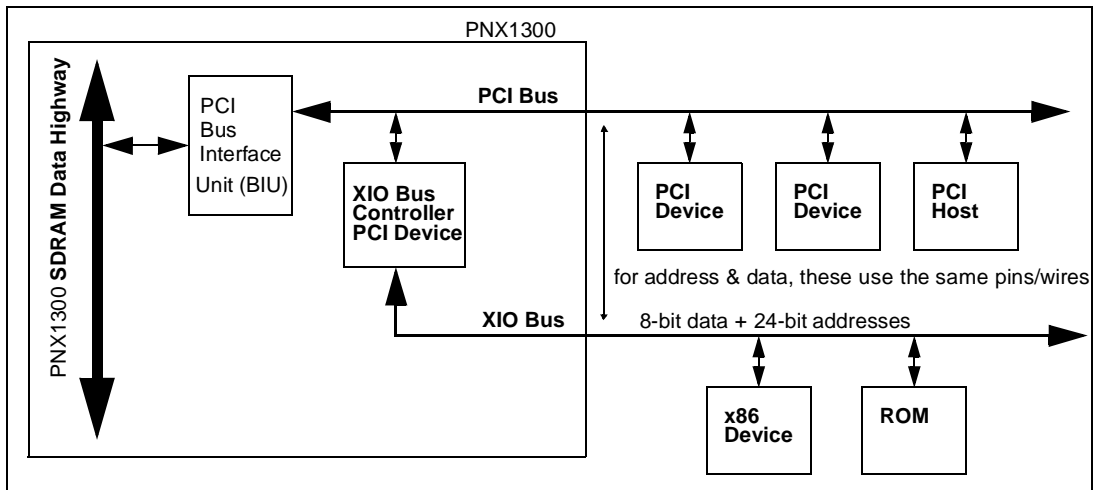 PNX1300
PNX1300 SDRAM Data Highway
PCI
Bus
Interface
Unit (BIU)
PCI Bus
XIO Bus
Controller
PCI Device
PCI
Device
PCI
Device
PCI
Host
for address & data, these use the same pins/wires
XIO Bus
8-bit data + 24-bit addresses
x86
Device
ROM